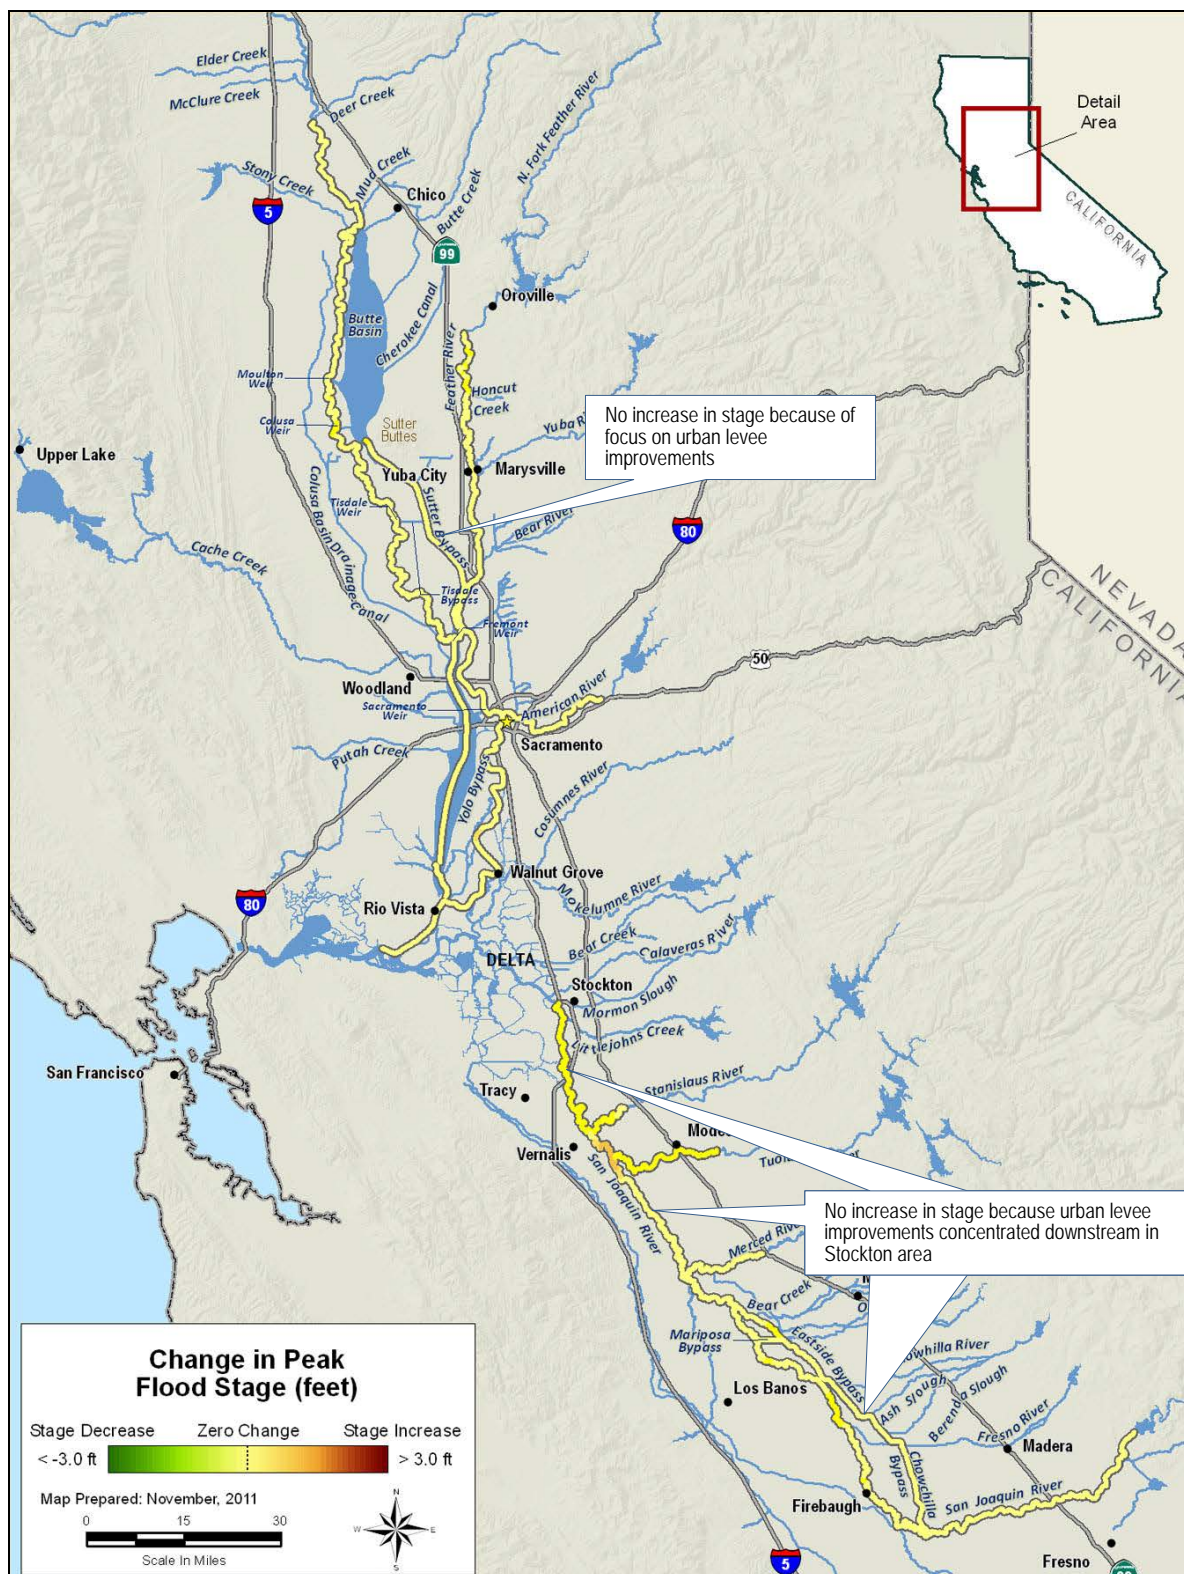 Elder Creek
McClure Creek
Deer Creek
N. Fork Feather River
Detail
Area
Stony Creek
Mud Creek
Chico
Butte Creek
5
99
CALIFORNIA
Oroville
Butte
Basin
Cherokee Canal
Feather River
Moulton
Weir
Honcut
Creek
Colusa
Weir
Sutter
Buttes
No increase in stage because of
focus on urban levee
improvements
Upper Lake
Yuba City
Marysville
Colusa Basin Drainage Canal
Tisdale
Weir
Sutter Bypass
Bear River
80
Cache Creek
Tisdale
Bypass
Fremont
Weir
NEVADA
CALIFORNIA
50
Woodland
Sacramento
Weir
American River
Sacramento
Putah Creek
Yolo Bypass
Cosumnes River
Walnut Grove
Mokelumne River
80
Rio Vista
Bear Creek
Calaveras River
DELTA
Stockton
Mormon Slough
Littlejohns Creek
San Francisco
Stanislaus River
Tracy
Vernalis
San Joaquin River
No increase in stage because urban levee
improvements concentrated downstream in
Stockton area
Bear Creek
Mariposa
Bypass
Eastside Bypass
Los Banos
Ash Slough
Berenda Slough
Fresno River
Madera
Chowchilla
Bypass
Firebaugh
San Joaquin River
Fresno
5
Change in Peak
Flood Stage (feet)
Stage Decrease Zero Change Stage Increase
< -3.0 ft > 3.0 ft
Map Prepared: November, 2011
0 15 30
Scale In Miles
N
W E
S